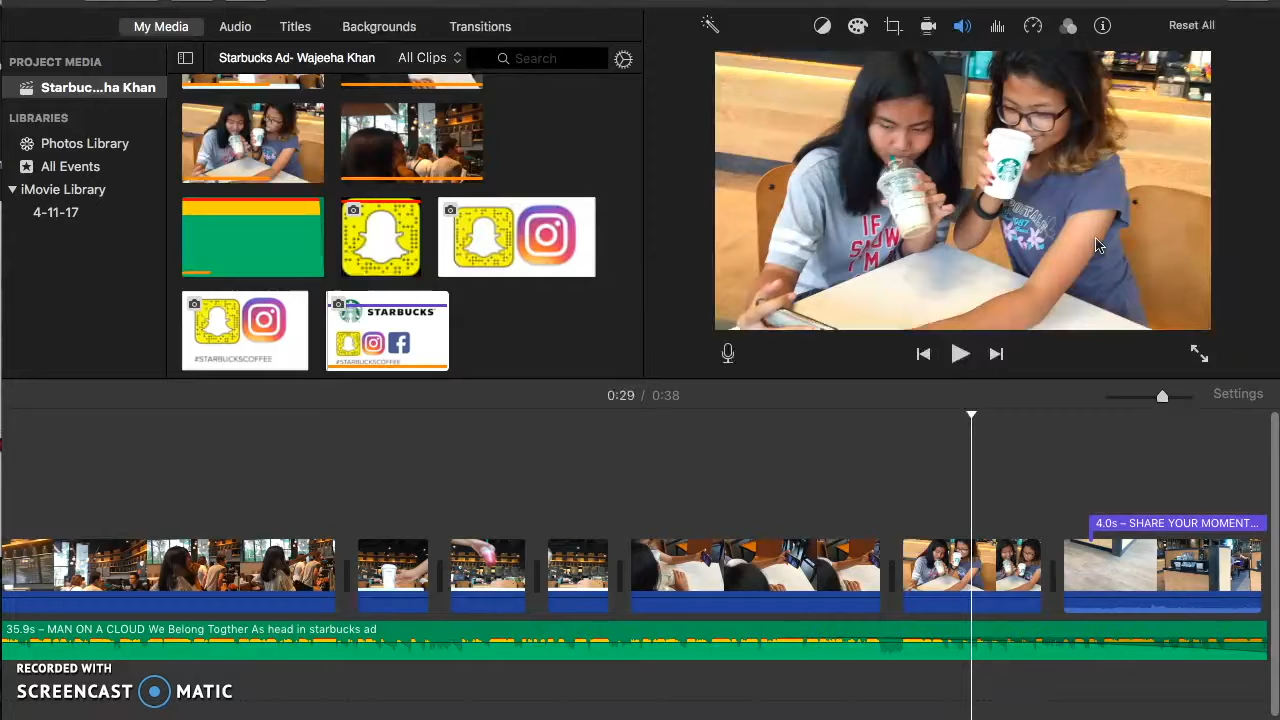 My Media Audio Titles Backgrounds Transitions
Reset All
PROJECT MEDIA
Starbucks Ad- Wajeeha Khan All Clips Search
Starbuc...ha Khan
LIBRARIES
Photos Library
All Events
iMovie Library
4-11-17
#STARBUCKSCOFFEE
STARBUCKS
#STARBUCKSCOFFEE
IF
0:29 / 0:38
Settings
4.0s – SHARE YOUR MOMENT...
35.9s – MAN ON A CLOUD We Belong Togther As head in starbucks ad
RECORDED WITH
SCREENCAST MATIC